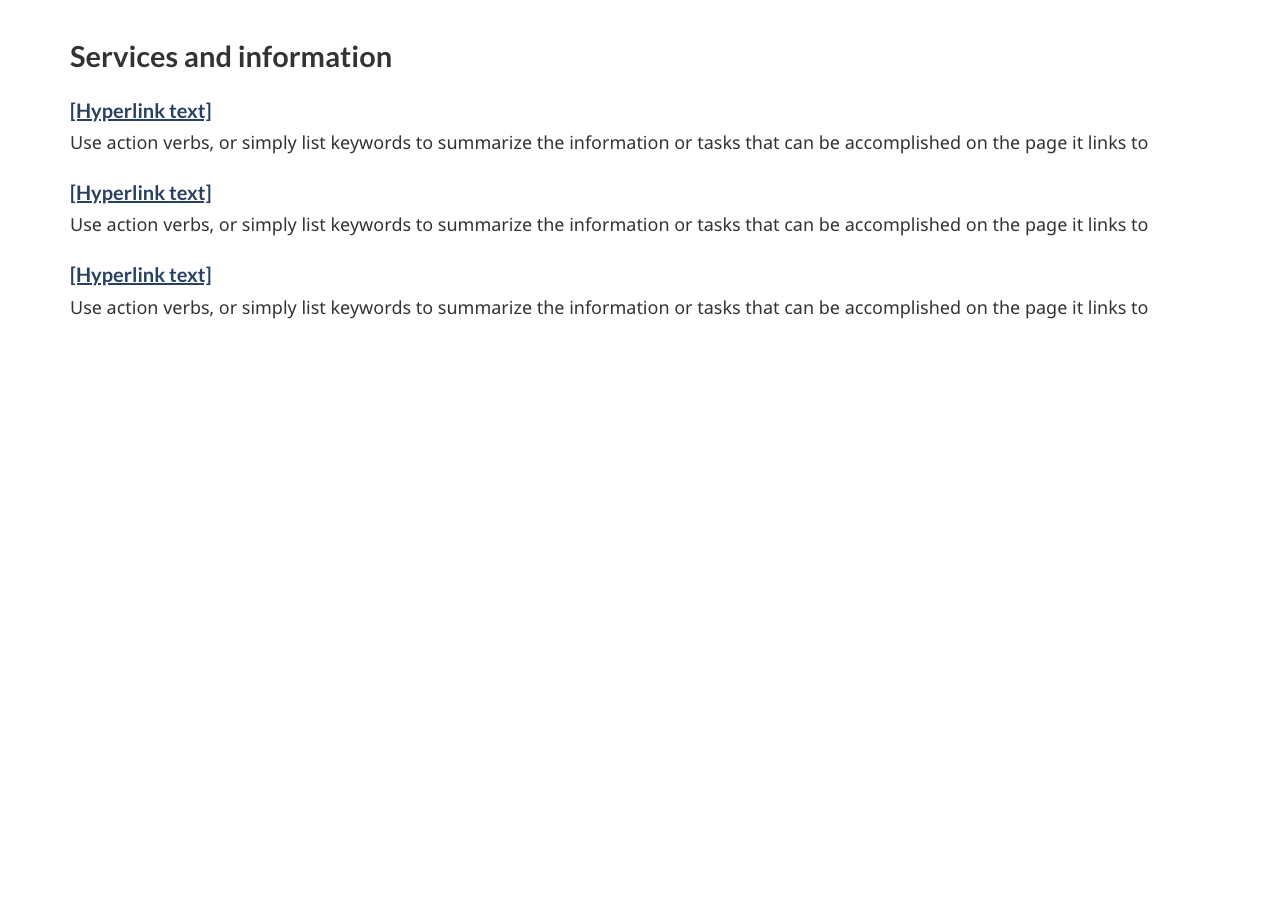 Services and information
[Hyperlink text]
Use action verbs, or simply list keywords to summarize the information or tasks that can be accomplished on the page it links to
[Hyperlink text]
Use action verbs, or simply list keywords to summarize the information or tasks that can be accomplished on the page it links to
[Hyperlink text]
Use action verbs, or simply list keywords to summarize the information or tasks that can be accomplished on the page it links to